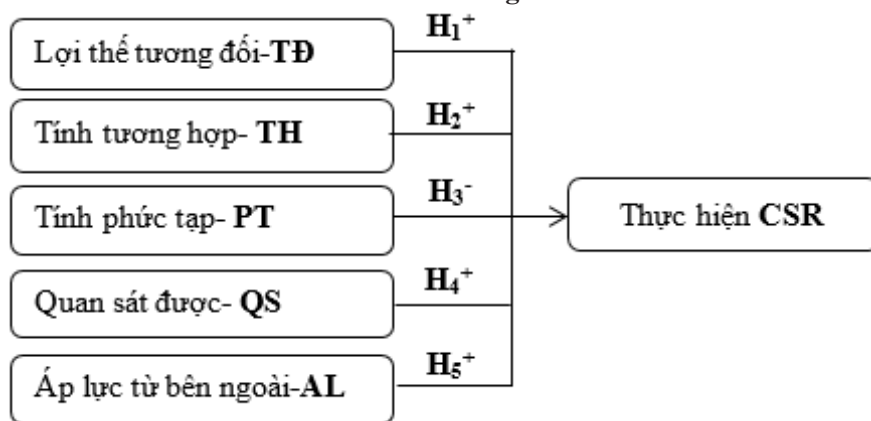 Lợi thế tương đối-TĐ
H₁⁺
Tính tương hợp- TH
H₂⁺
Tính phức tạp- PT
H₃⁻
Thực hiện CSR
Quan sát được- QS
H₄⁺
Áp lực từ bên ngoài-AL
H₅⁺